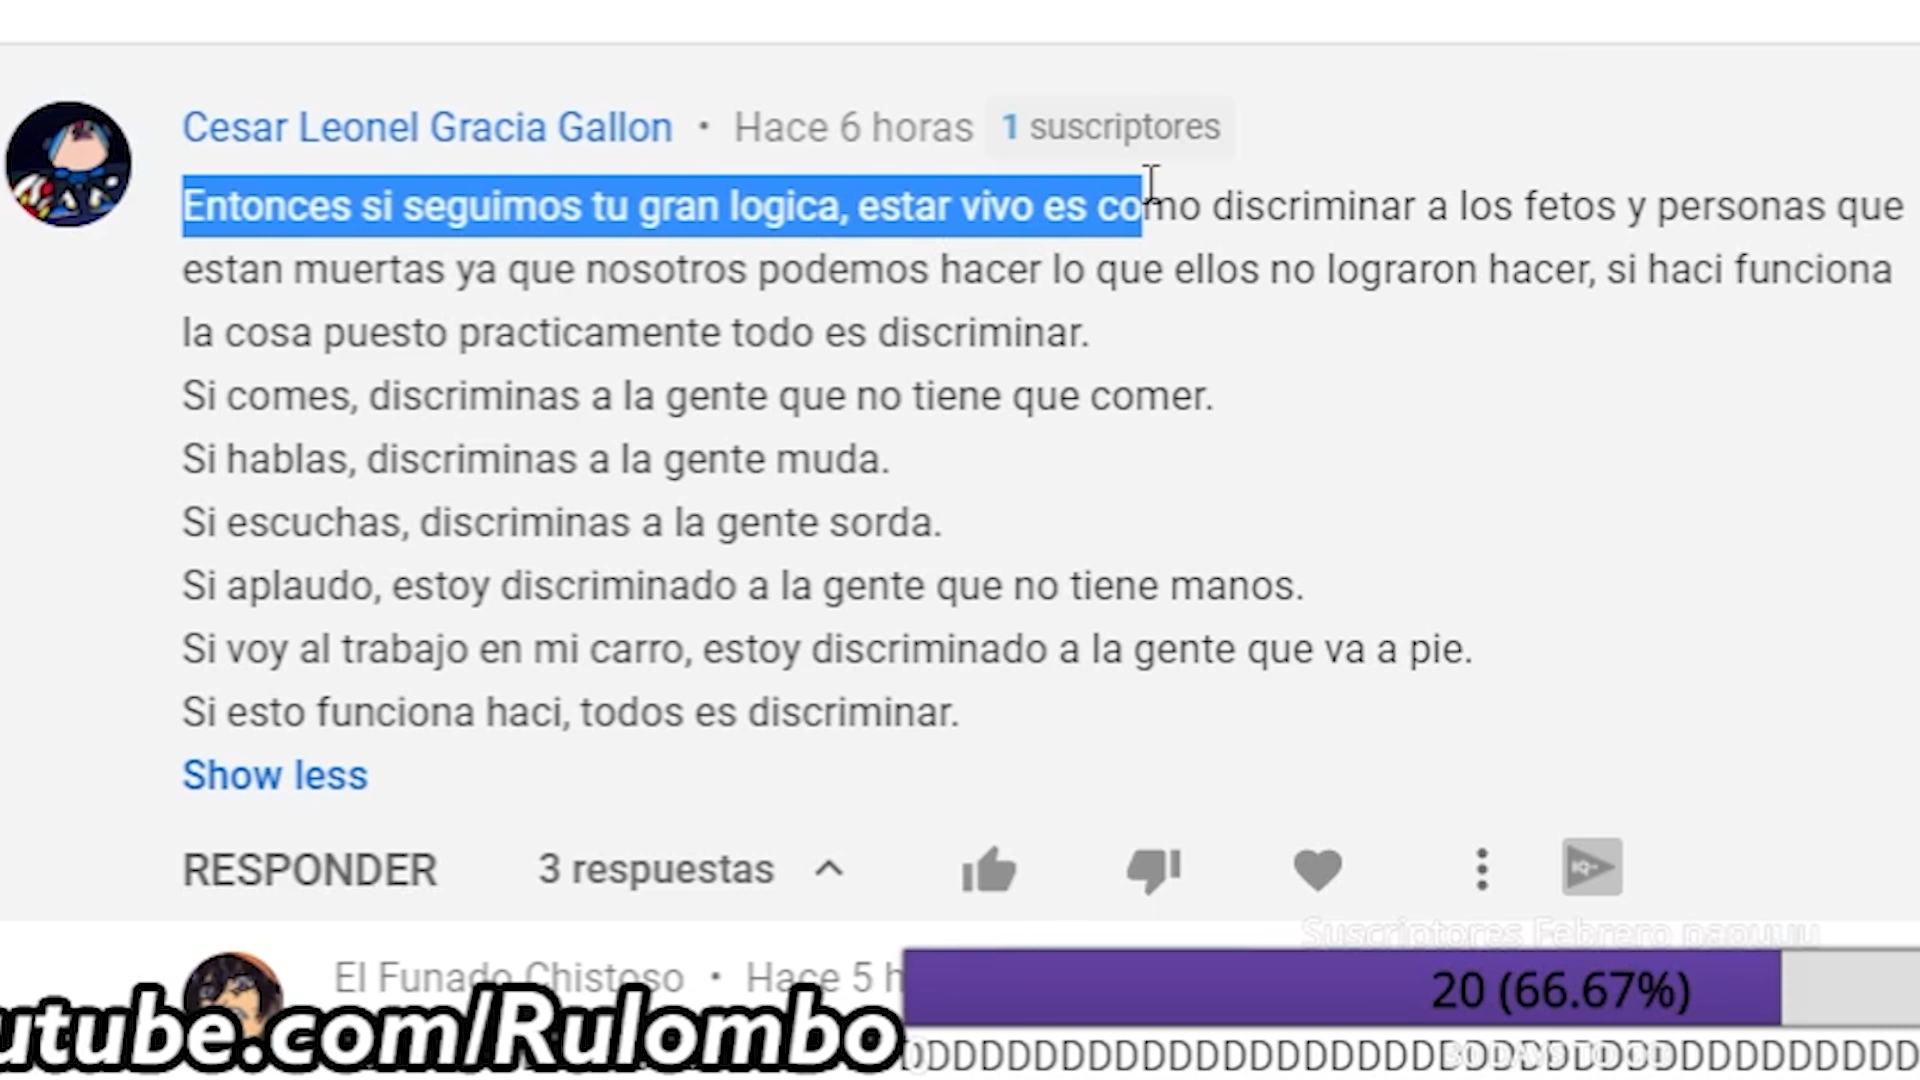 Cesar Leonel Gracia Gallon • Hace 6 horas 1 suscriptores
Entonces si seguimos tu gran logica, estar vivo es como discriminar a los fetos y personas que
estan muertas ya que nosotros podemos hacer lo que ellos no lograron hacer, si haci funciona
la cosa puesto practicamente todo es discriminar.
Si comes, discriminas a la gente que no tiene que comer.
Si hablas, discriminas a la gente muda.
Si escuchas, discriminas a la gente sorda.
Si aplaudo, estoy discriminado a la gente que no tiene manos.
Si voy al trabajo en mi carro, estoy discriminado a la gente que va a pie.
Si esto funciona haci, todos es discriminar.
Show less
RESPONDER 3 respuestas
Suscriptores Febrero papuuu
El Funado Chistoso • Hace 5 h
20 (66.67%)
utube.com/Rulombo